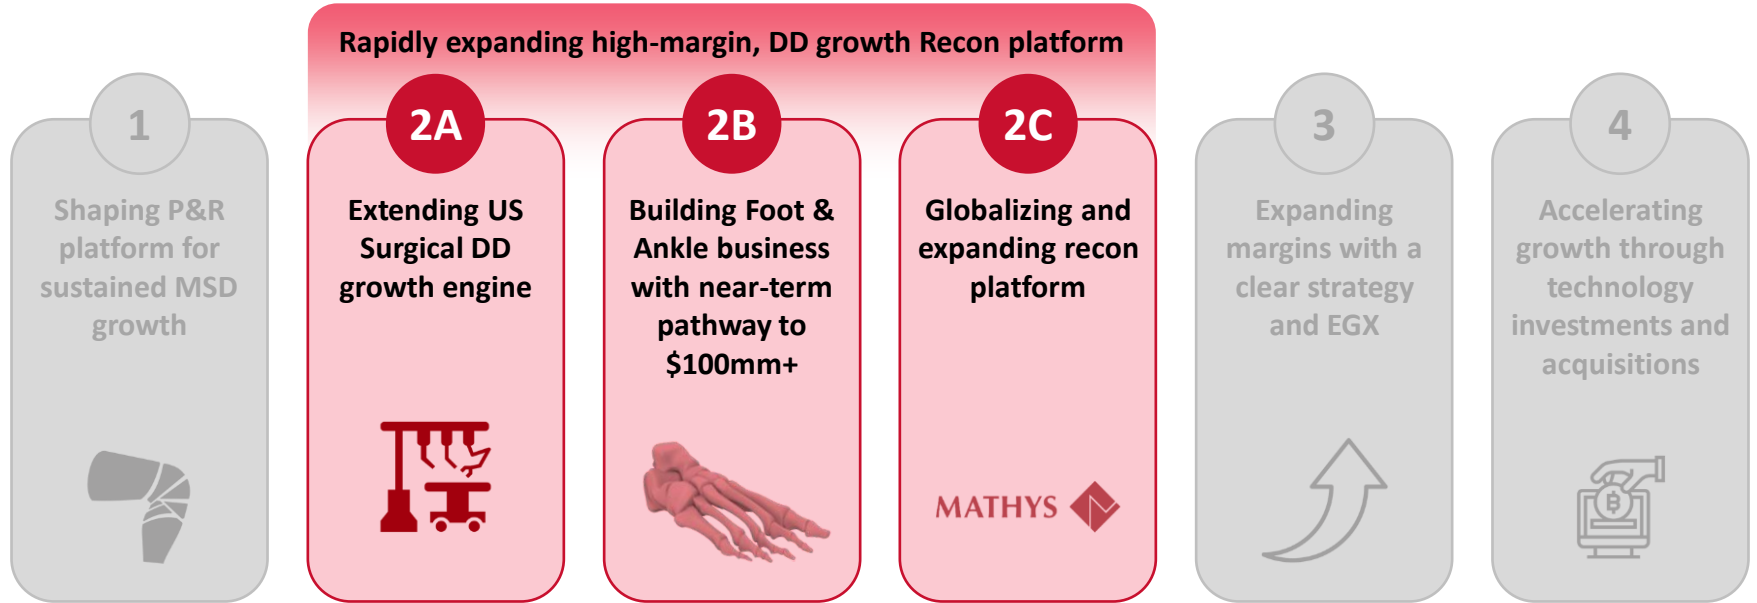 Rapidly expanding high-margin, DD growth Recon platform
1
Shaping P&R
platform for
sustained MSD
growth
2A
Extending US
Surgical DD
growth engine
2B
Building Foot &
Ankle business
with near-term
pathway to
$100mm+
2C
Globalizing and
expanding recon
platform
MATHYS
3
Expanding
margins with a
clear strategy
and EGX
4
Accelerating
growth through
technology
investments and
acquisitions
₿